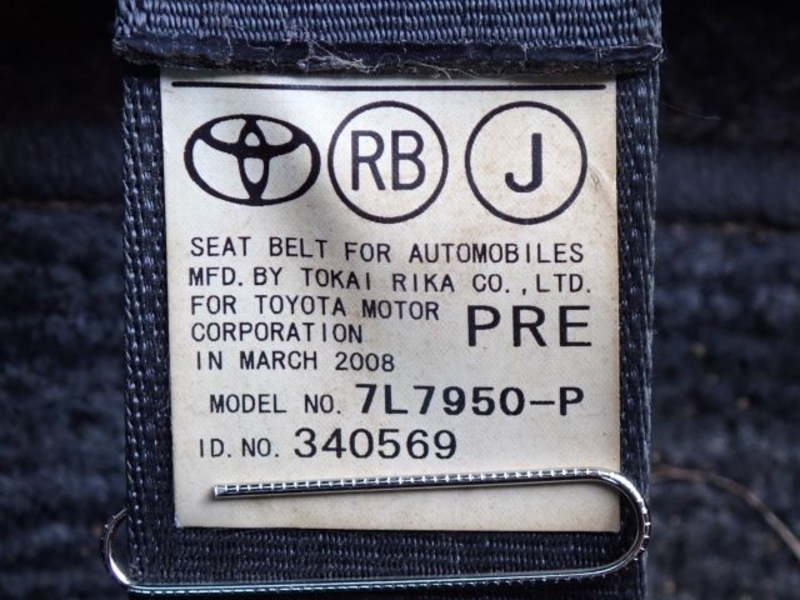 RB J
SEAT BELT FOR AUTOMOBILES
MFD. BY TOKAI RIKA CO., LTD.
FOR TOYOTA MOTOR
CORPORATION PRE
IN MARCH 2008
MODEL NO. 7L7950-P
ID. NO. 340569